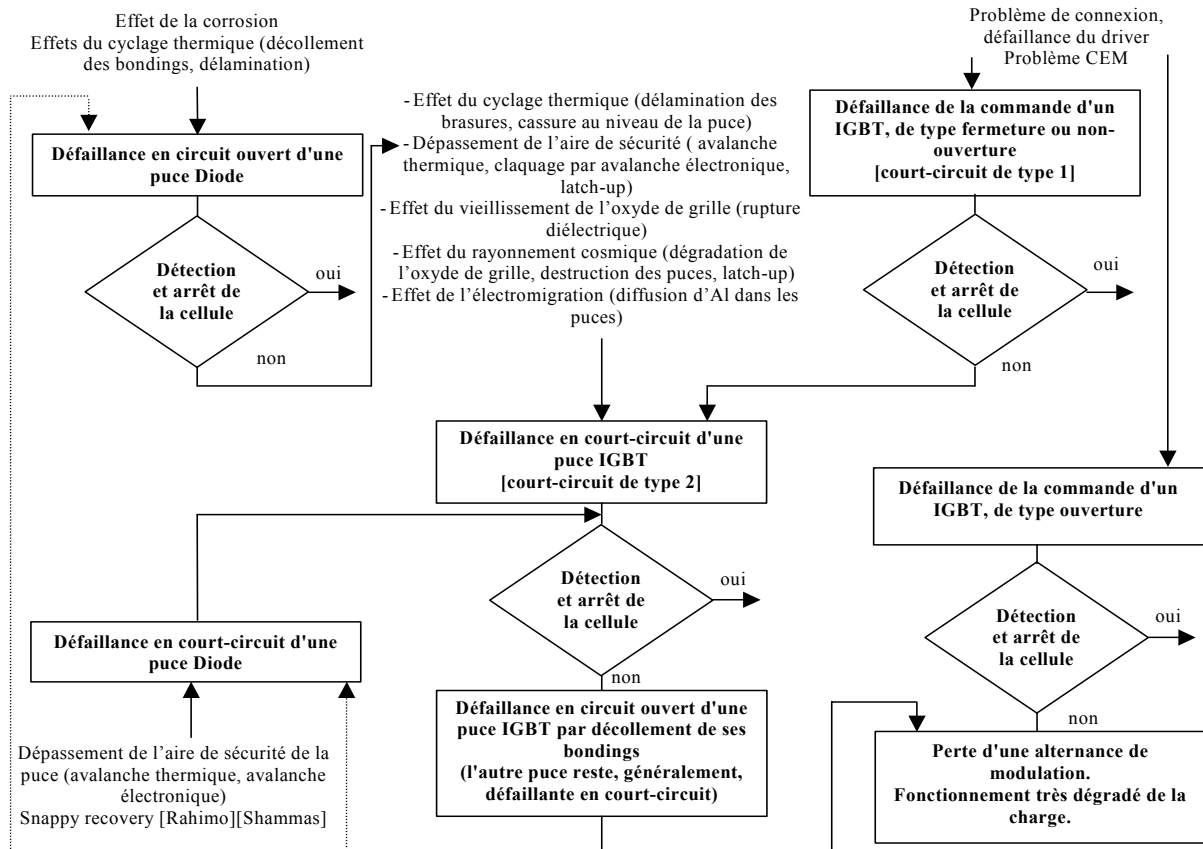 Effet de la corrosion
Effets du cyclage thermique (décollement
des bondings, délamination)
Problème de connexion,
défaillance du driver
Problème CEM
- Effet du cyclage thermique (délamination des
brasures, cassure au niveau de la puce)
- Dépassement de l'aire de sécurité ( avalanche
thermique, claquage par avalanche électronique,
latch-up)
- Effet du vieillissement de l'oxyde de grille (rupture
diélectrique)
- Effet du rayonnement cosmique (dégradation de
l'oxyde de grille, destruction des puces, latch-up)
- Effet de l'électromigration (diffusion d'Al dans les
puces)
Défaillance en circuit ouvert d'une
puce Diode
Défaillance de la commande d'un
IGBT, de type fermeture ou non-
ouverture
[court-circuit de type 1]
Détection
et arrêt de
la cellule
oui
non
Détection
et arrêt de
la cellule
oui
non
Défaillance en court-circuit d'une
puce IGBT
[court-circuit de type 2]
Défaillance de la commande d'un
IGBT, de type ouverture
Détection
et arrêt de
la cellule
oui
non
Détection
et arrêt de
la cellule
oui
non
Défaillance en court-circuit d'une
puce Diode
Défaillance en circuit ouvert d'une
puce IGBT par décollement de ses
bondings
(l'autre puce reste, généralement,
défaillante en court-circuit)
Perte d'une alternance de
modulation.
Fonctionnement très dégradé de la
charge.
Dépassement de l'aire de sécurité de la
puce (avalanche thermique, avalanche
électronique)
Snappy recovery [Rahimo][Shammas]